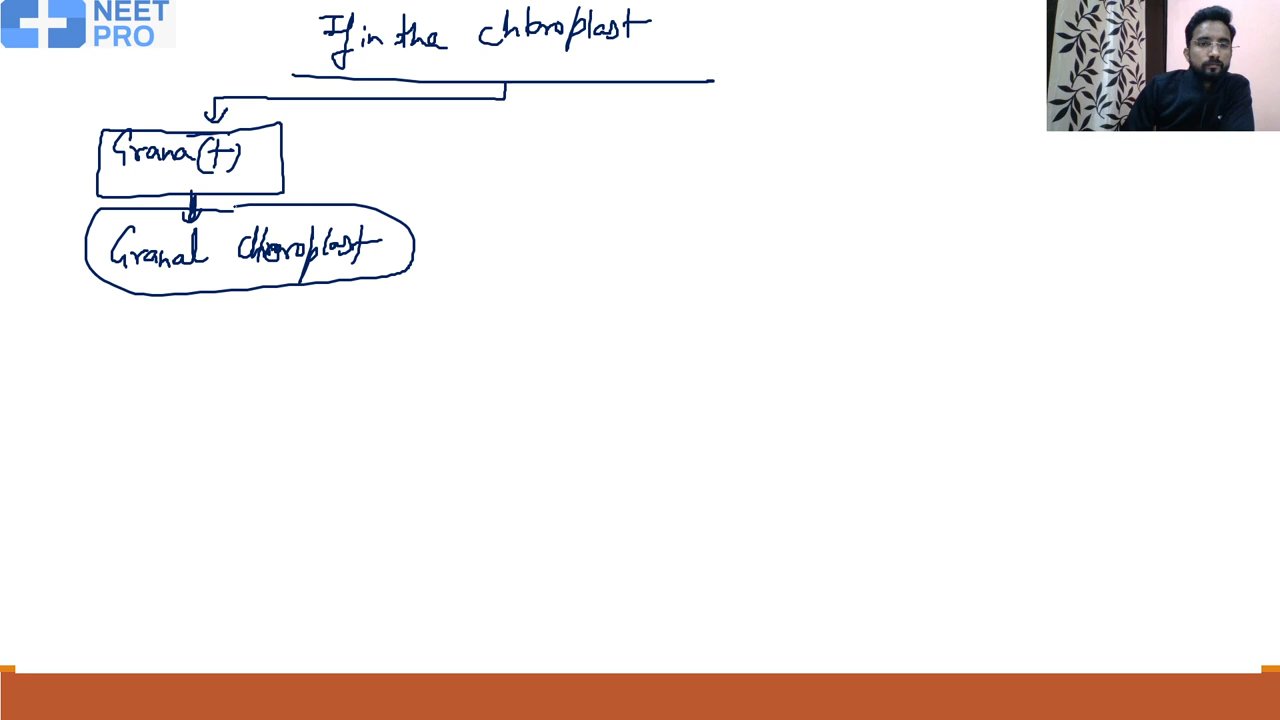 NEET
PRO
If in the chloroplast
Grana (+)
Granal chloroplast